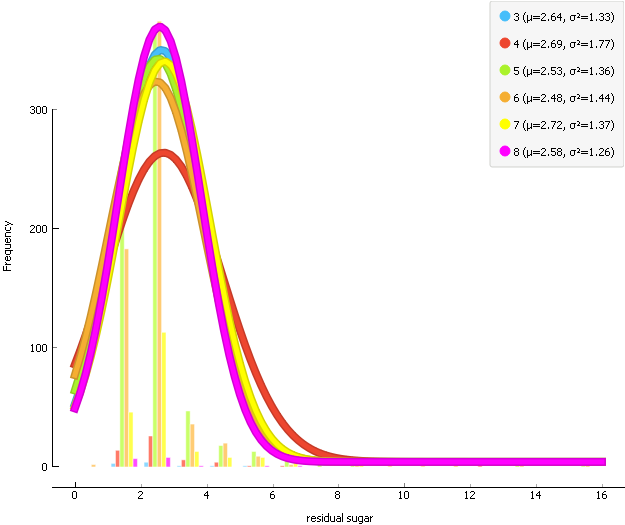 3 (μ=2.64, σ²=1.33)
4 (μ=2.69, σ²=1.77)
5 (μ=2.53, σ²=1.36)
6 (μ=2.48, σ²=1.44)
7 (μ=2.72, σ²=1.37)
8 (μ=2.58, σ²=1.26)
Frequency
300
200
100
0
0 2 4 6 8 10 12 14 16
residual sugar